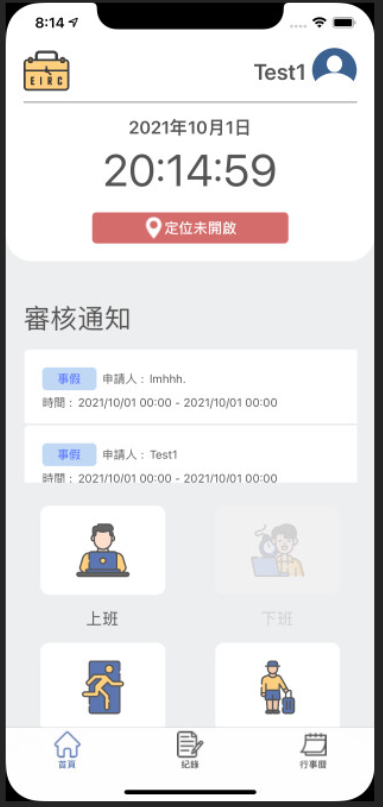 8:14
EIRC
Test1
2021年10月1日
20:14:59
定位未開啟
審核通知
事假 申請人 : lmhhh.
時間 : 2021/10/01 00:00 - 2021/10/01 00:00
事假 申請人 : Test1
時間 : 2021/10/01 00:00 - 2021/10/01 00:00
上班 下班
首頁 紀錄 行事曆